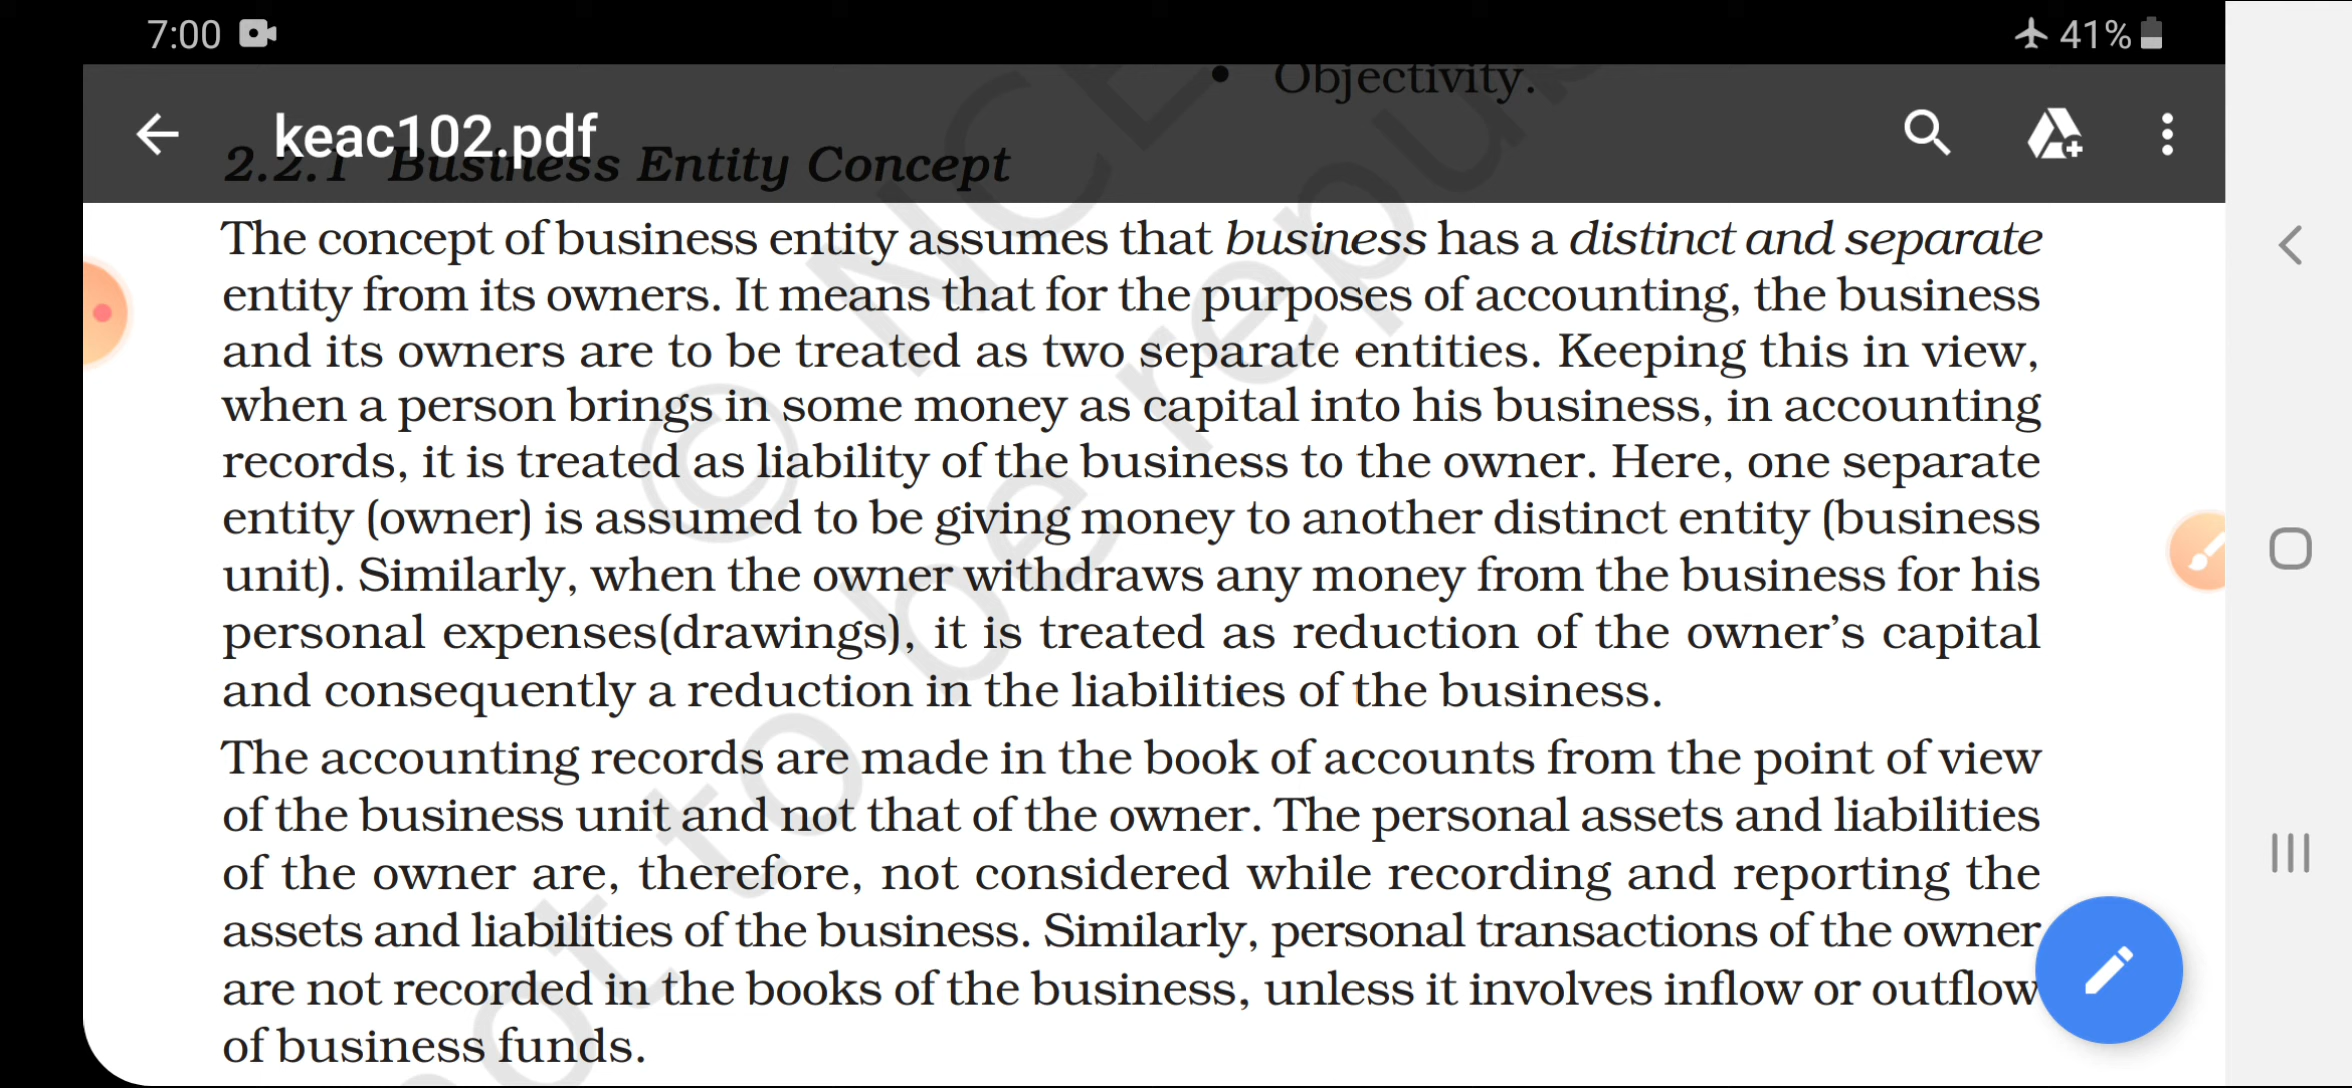 7:00
41%
Objectivity.
keac102.pdf
2.2.1 Business Entity Concept
The concept of business entity assumes that business has a distinct and separate
entity from its owners. It means that for the purposes of accounting, the business
and its owners are to be treated as two separate entities. Keeping this in view,
when a person brings in some money as capital into his business, in accounting
records, it is treated as liability of the business to the owner. Here, one separate
entity (owner) is assumed to be giving money to another distinct entity (business
unit). Similarly, when the owner withdraws any money from the business for his
personal expenses(drawings), it is treated as reduction of the owner's capital
and consequently a reduction in the liabilities of the business.
The accounting records are made in the book of accounts from the point of view
of the business unit and not that of the owner. The personal assets and liabilities
of the owner are, therefore, not considered while recording and reporting the
assets and liabilities of the business. Similarly, personal transactions of the owner
are not recorded in the books of the business, unless it involves inflow or outflow
of business funds.
© NCE
to be repu